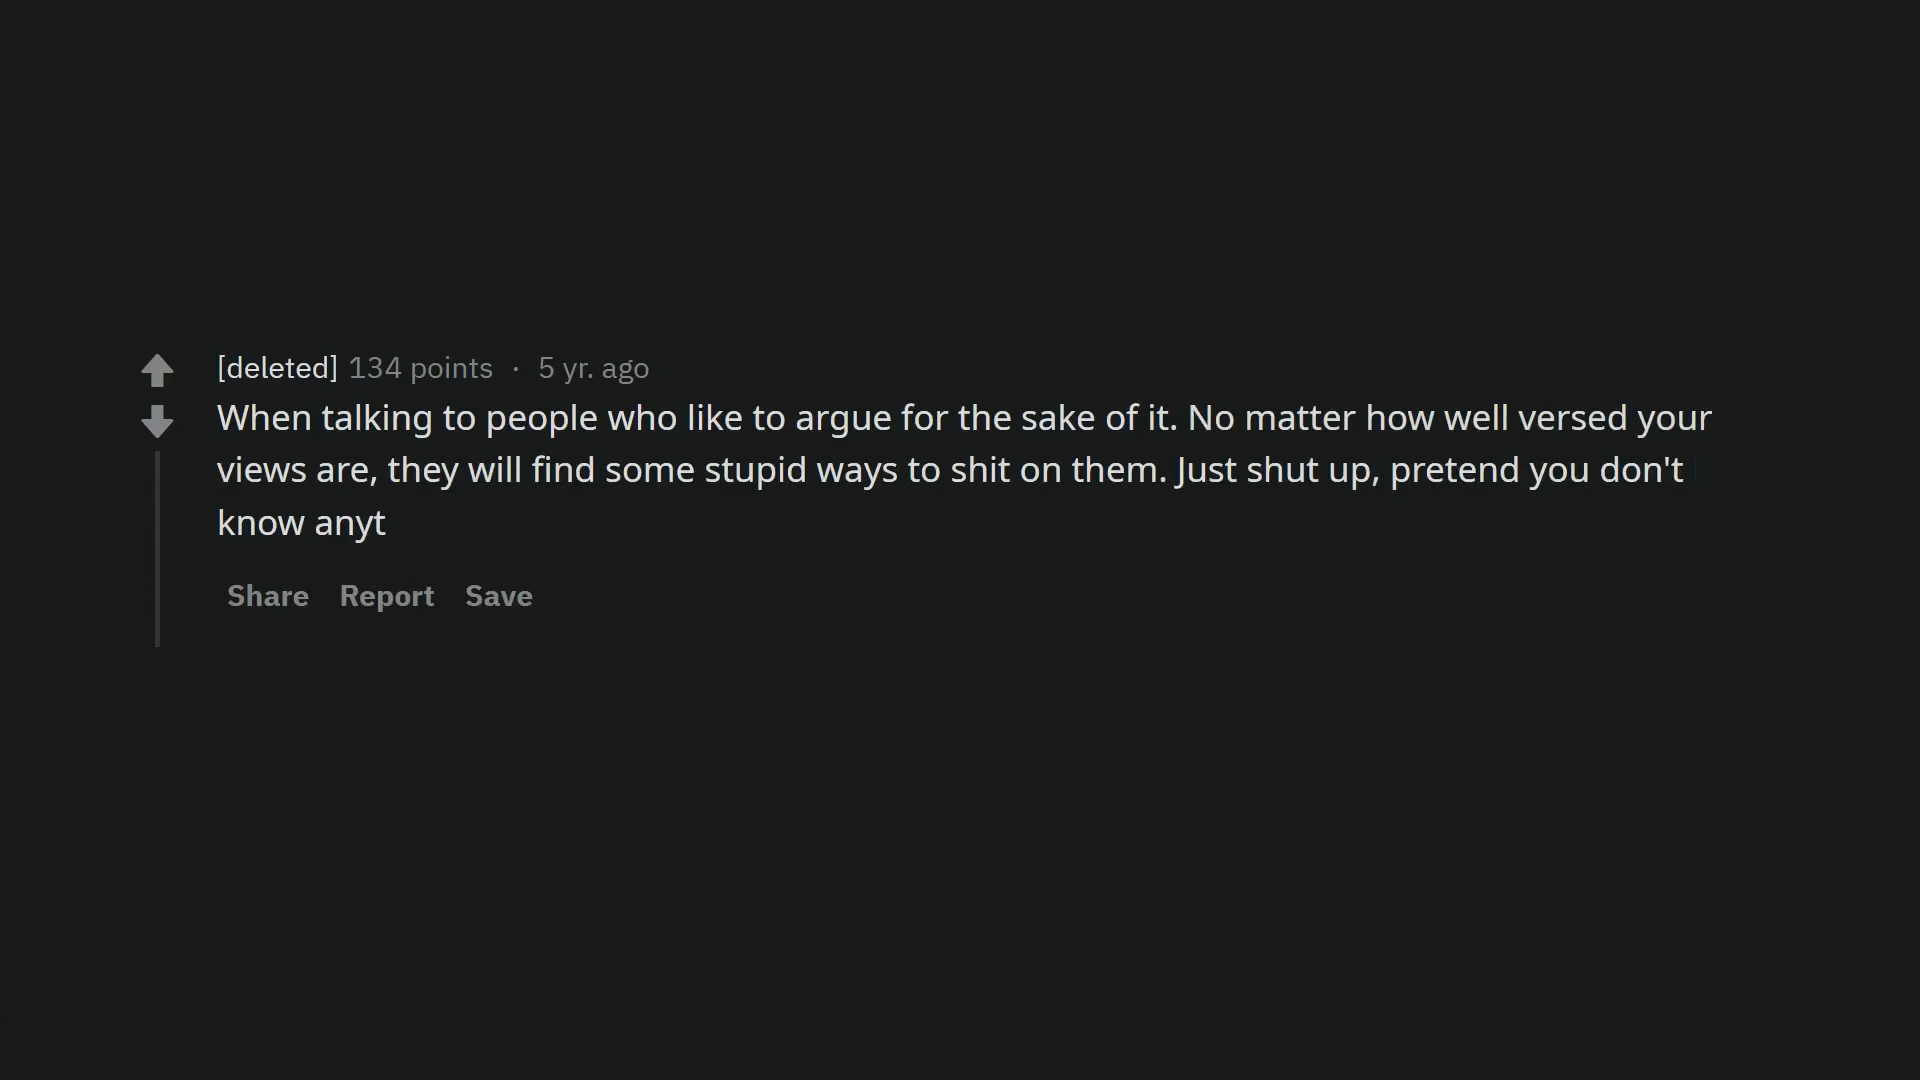 [deleted] 134 points · 5 yr. ago
When talking to people who like to argue for the sake of it. No matter how well versed your
views are, they will find some stupid ways to shit on them. Just shut up, pretend you don't
know anyt
Share Report Save